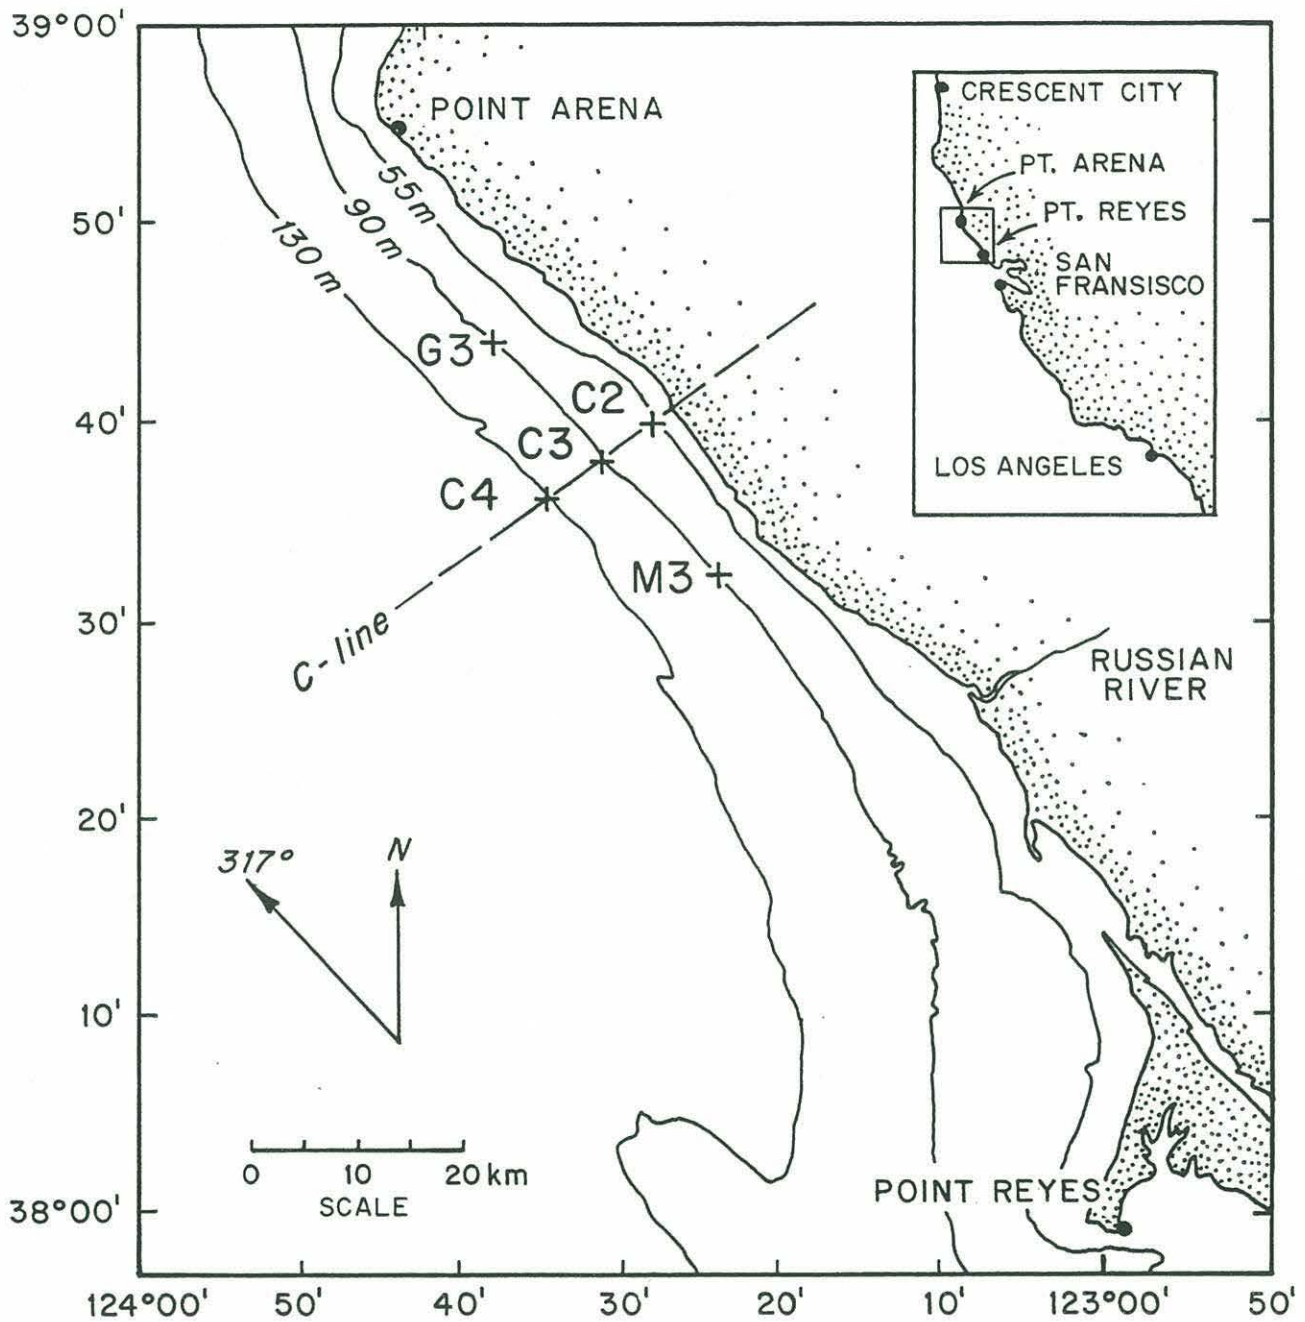 39°00'
50'
40'
30'
20'
10'
38°00'
124°00'
50'
40'
30'
20'
10'
123°00'
50'
POINT ARENA
55m
90m
130m
G3
C2
C3
C4
M3
C-line
RUSSIAN
RIVER
POINT REYES
317°
N
0 10 20 km
SCALE
CRESCENT CITY
PT. ARENA
PT. REYES
SAN
FRANSISCO
LOS ANGELES